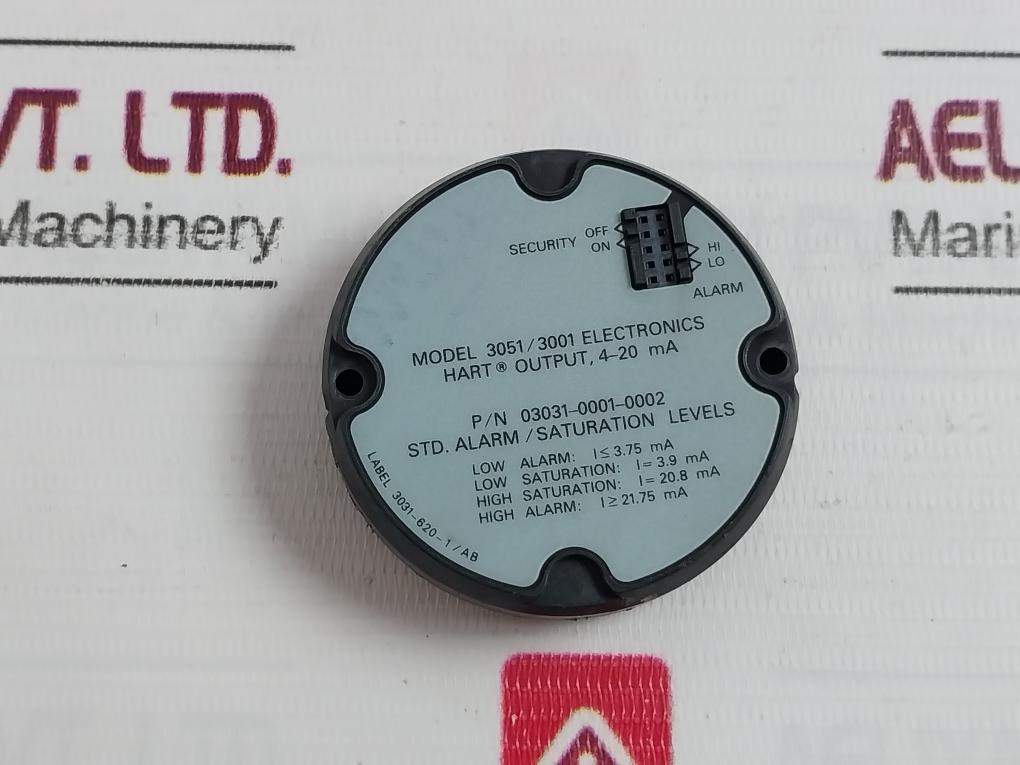 VT. LTD.
Machinery
AEL
Mari
OFF
SECURITY ON
HI
LO
ALARM
MODEL 3051/3001 ELECTRONICS
HART® OUTPUT, 4–20 mA
P/N 03031–0001–0002
STD. ALARM/SATURATION LEVELS
LOW ALARM: I ≤ 3.75 mA
LOW SATURATION: I = 3.9 mA
HIGH SATURATION: I = 20.8 mA
HIGH ALARM: I ≥ 21.75 mA
LABEL 3031–620–1/AB